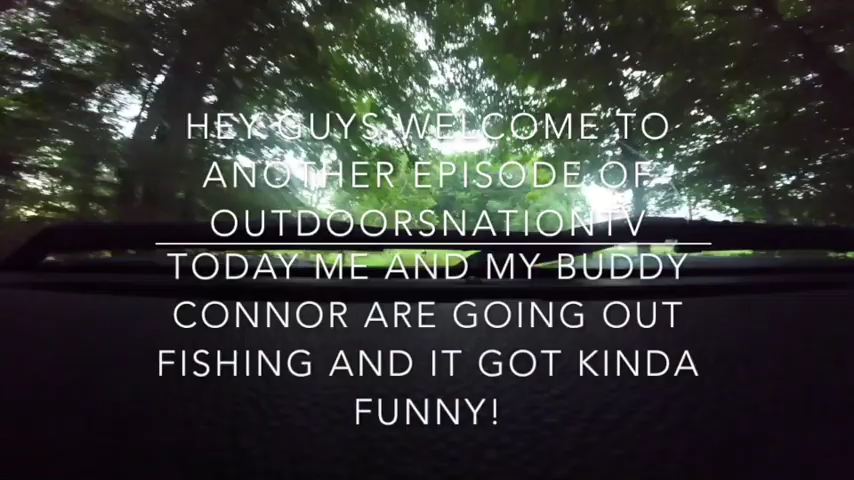 HEY GUYS WELCOME TO
ANOTHER EPISODE OF
OUTDOORSNATIONTV
TODAY ME AND MY BUDDY
CONNOR ARE GOING OUT
FISHING AND IT GOT KINDA
FUNNY!